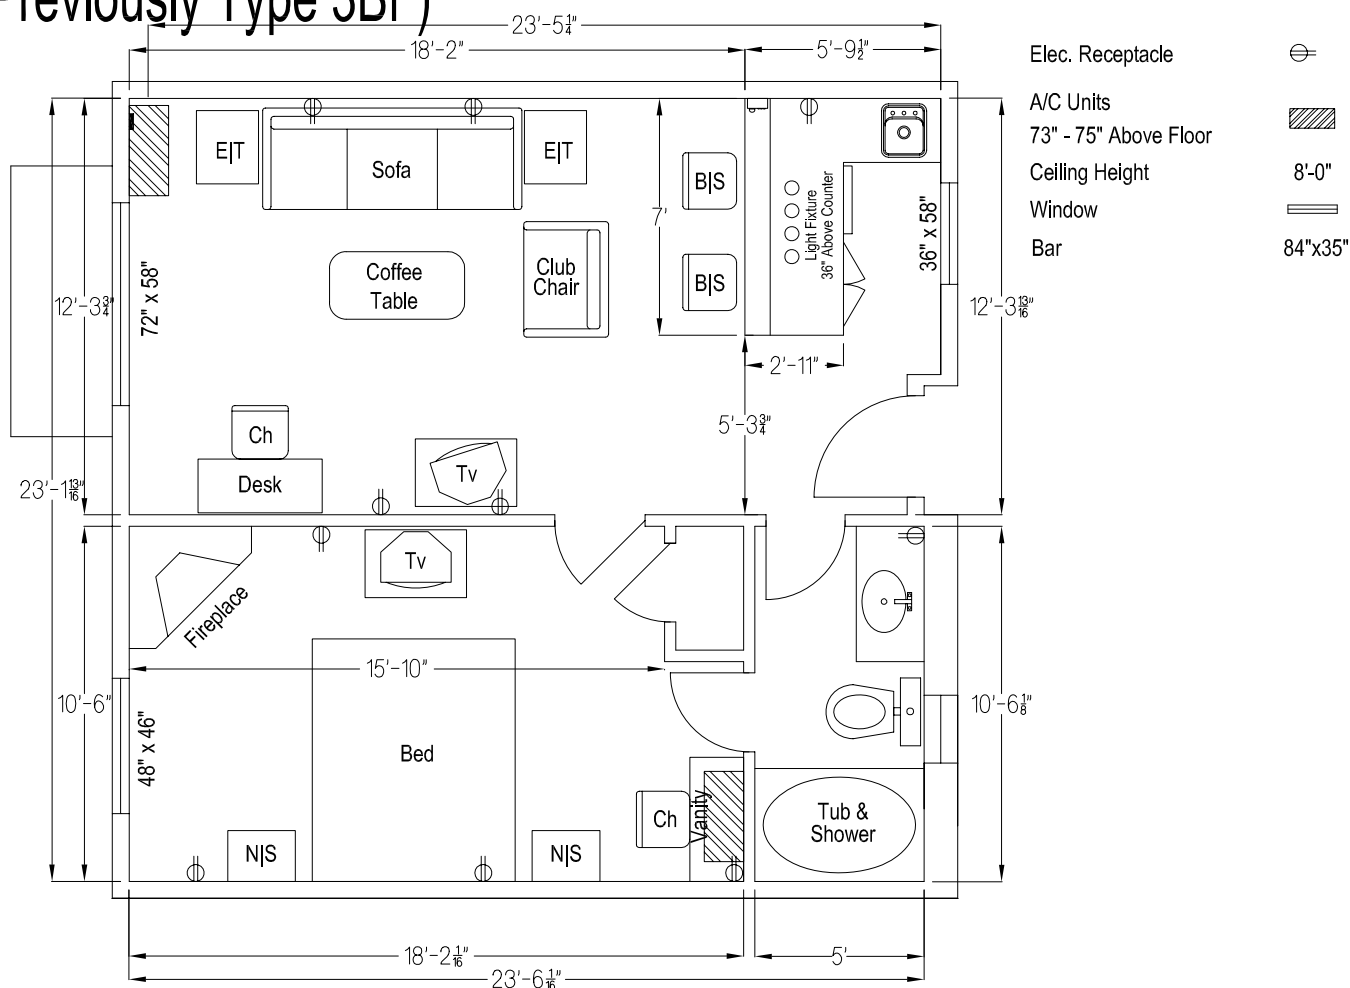 Previously Type 3BF)
23'-5¼"
18'-2"
5'-9½"
Elec. Receptacle
A/C Units
73" - 75" Above Floor
Ceiling Height 8'-0"
Window
Bar 84"x35"
E|T
Sofa
E|T
B|S
7'
Light Fixture
36" Above Counter
36" x 58"
Coffee
Table
Club
Chair
B|S
72" x 58"
12'-3¾"
12'-3 13/16"
2'-11"
5'-3¾"
Ch
Desk
Tv
23'-1 13/16"
Tv
Fireplace
15'-10"
10'-6"
10'-6⅛"
48" x 46"
Bed
Ch
Vanity
Tub &
Shower
N|S
N|S
18'-2 1/16"
5'
23'-6 1/16"